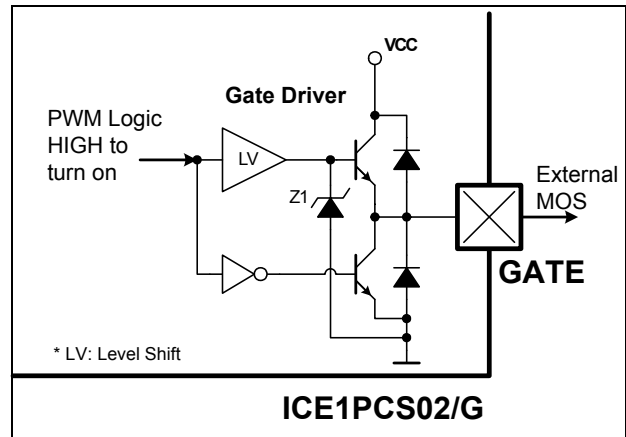 VCC
Gate Driver
PWM Logic
HIGH to
turn on
LV
Z1
External
MOS
GATE
* LV: Level Shift
ICE1PCS02/G